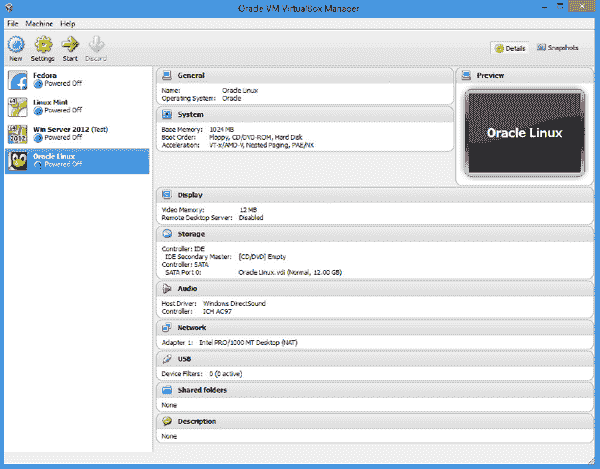 Oracle VM VirtualBox Manager
File Machine Help
New Settings Start Discard
Details Snapshots
Fedora
Powered Off
Linux Mint
Powered Off
Win Server 2012 (Test)
Powered Off
Oracle Linux
Powered Off
General
Name: Oracle Linux
Operating System: Oracle
System
Base Memory: 1024 MB
Boot Order: Floppy, CD/DVD-ROM, Hard Disk
Acceleration: VT-x/AMD-V, Nested Paging, PAE/NX
Preview
Oracle Linux
Display
Video Memory: 12 MB
Remote Desktop Server: Disabled
Storage
Controller: IDE
IDE Secondary Master: [CD/DVD] Empty
Controller: SATA
SATA Port 0: Oracle Linux.vdi (Normal, 12.00 GB)
Audio
Host Driver: Windows DirectSound
Controller: ICH AC97
Network
Adapter 1: Intel PRO/1000 MT Desktop (NAT)
USB
Device Filters: 0 (0 active)
Shared folders
None
Description
None